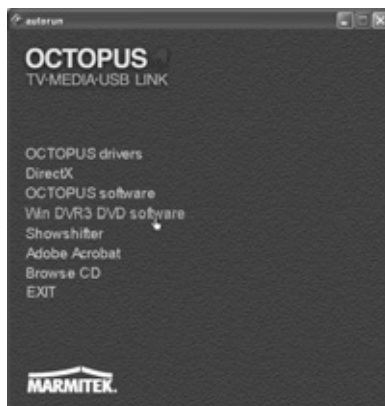 autorun
OCTOPUS
TV-MEDIA-USB LINK
OCTOPUS drivers
DirectX
OCTOPUS software
Win DVR3 DVD software
Showshifter
Adobe Acrobat
Browse CD
EXIT
MARMITEK.